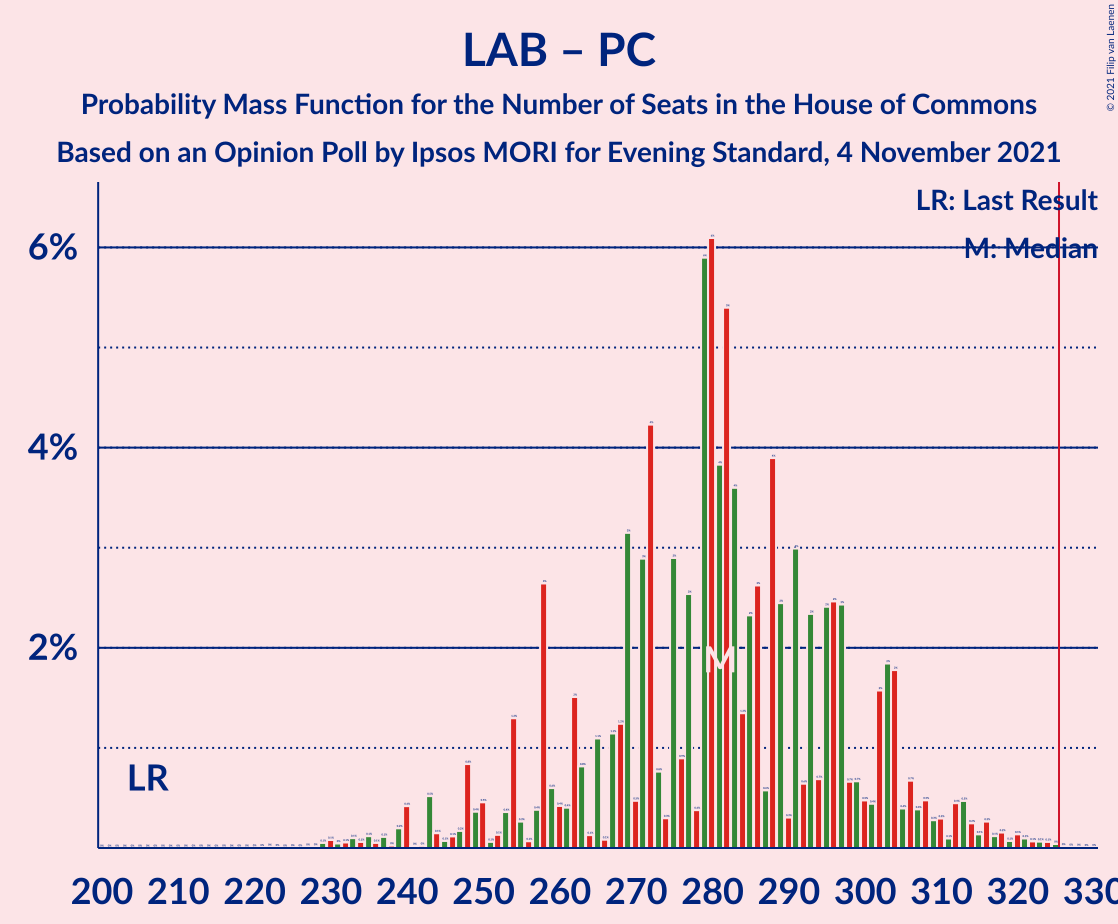 LAB – PC
Probability Mass Function for the Number of Seats in the House of Commons
Based on an Opinion Poll by Ipsos MORI for Evening Standard, 4 November 2021
© 2021 Filip van Laenen
LR: Last Result
M: Median
6%
4%
2%
M
LR
200 210 220 230 240 250 260 270 280 290 300 310 320 330